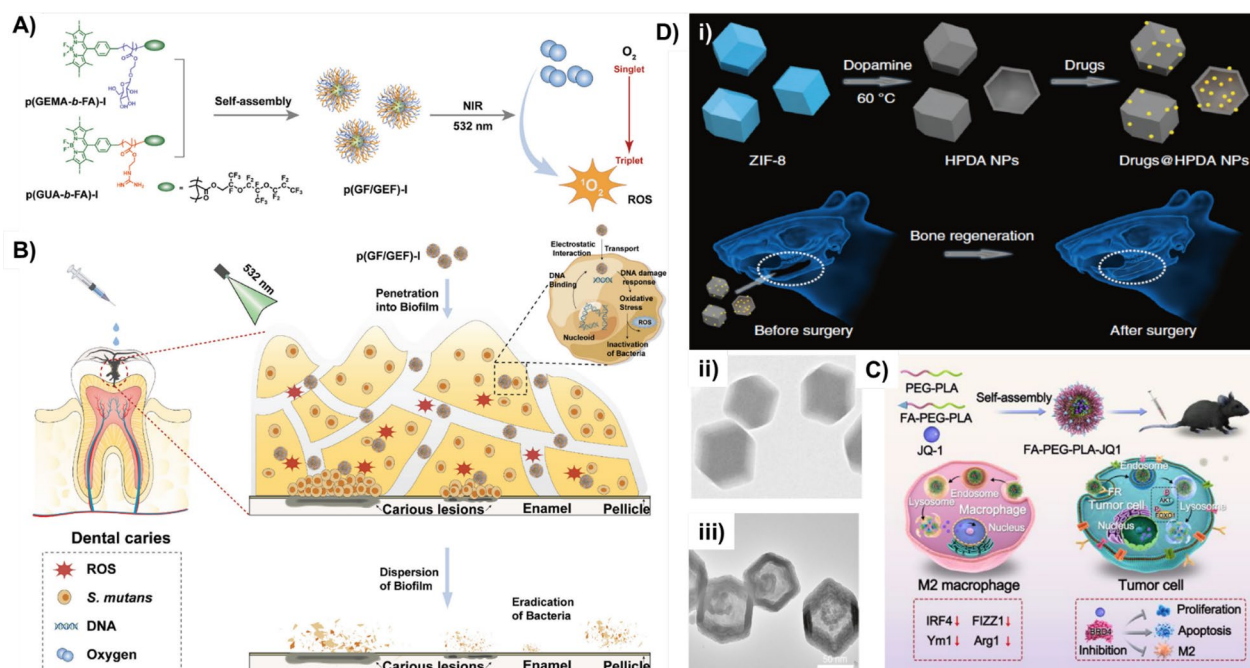 A)
p(GEMA-b-FA)-I
p(GUA-b-FA)-I
Self-assembly
p(GF/GEF)-I
NIR
532 nm
O2
Singlet
Triplet
¹O2
ROS
B)
532 nm
p(GF/GEF)-I
Penetration
into Biofilm
Electrostatic
Interaction
Transport
DNA
Binding
DNA damage
response
Oxidative
Stress
ROS
Nucleoid
Inactivation
of Bacteria
Carious lesions
Enamel
Pellicle
Dental caries
ROS
S. mutans
DNA
Oxygen
Dispersion
of Biofilm
Eradication
of Bacteria
Carious lesions
Enamel
Pellicle
D)
i)
Dopamine
60 °C
Drugs
ZIF-8
HPDA NPs
Drugs@HPDA NPs
Bone regeneration
Before surgery
After surgery
ii)
iii)
50 nm
C)
PEG-PLA
FA-PEG-PLA
JQ-1
Self-assembly
FA-PEG-PLA-JQ1
Endosome
Lysosome
Macrophage
Nucleus
M2 macrophage
Endosome
FR
Tumor cell
Lysosome
Nucleus
Tumor cell
IRF4↓ FIZZ1↓
Ym1↓ Arg1↓
BRD4
Inhibition
Proliferation
Apoptosis
M2